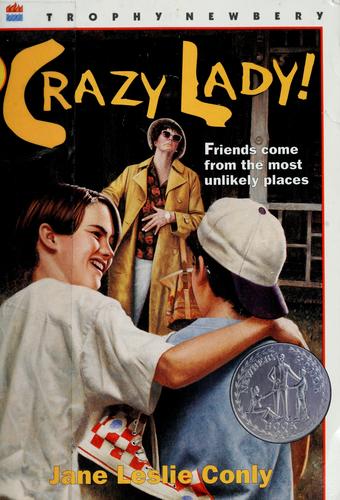 TROPHY NEWBERY
CRAZY LADY!
Friends come
from the most
unlikely places
Jane Leslie Conly